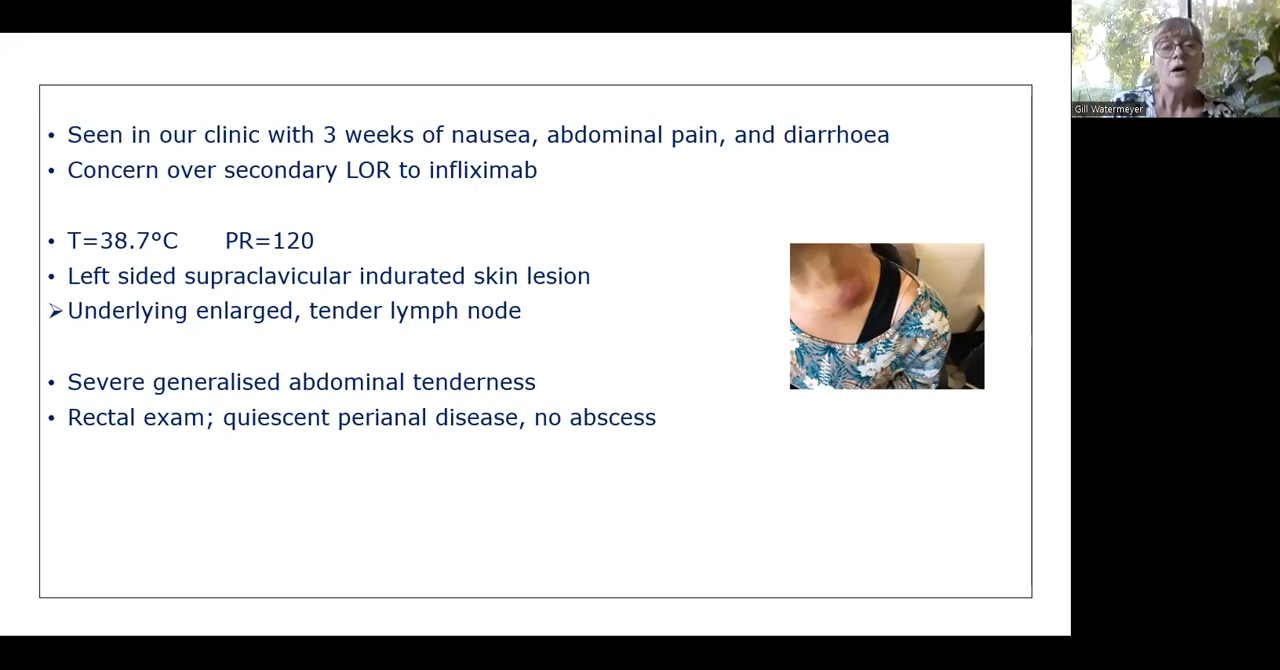 • Seen in our clinic with 3 weeks of nausea, abdominal pain, and diarrhoea
• Concern over secondary LOR to infliximab
• T=38.7°C PR=120
• Left sided supraclavicular indurated skin lesion
➢ Underlying enlarged, tender lymph node
• Severe generalised abdominal tenderness
• Rectal exam; quiescent perianal disease, no abscess
Gill Watermeyer